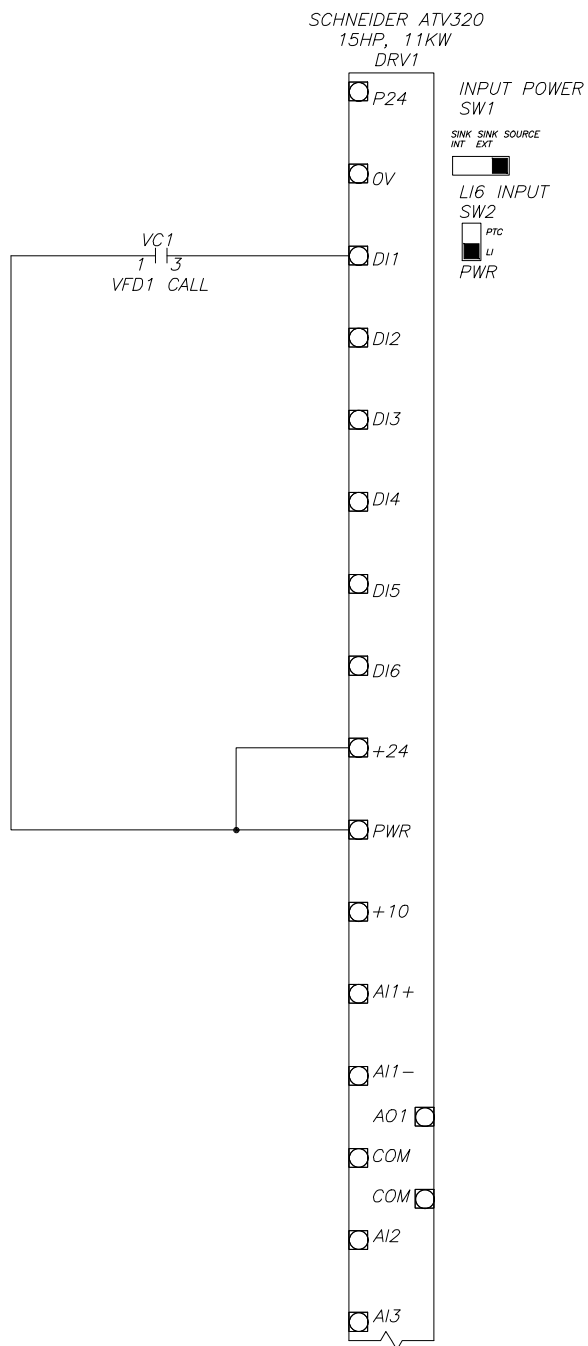 SCHNEIDER ATV320
15HP, 11KW
DRV1
INPUT POWER
SW1
SINK SINK SOURCE
INT EXT
LI6 INPUT
SW2
PTC
LI
PWR
P24
0V
VC1
1 3
VFD1 CALL
DI1
DI2
DI3
DI4
DI5
DI6
+24
PWR
+10
AI1+
AI1-
AO1
COM
COM
AI2
AI3